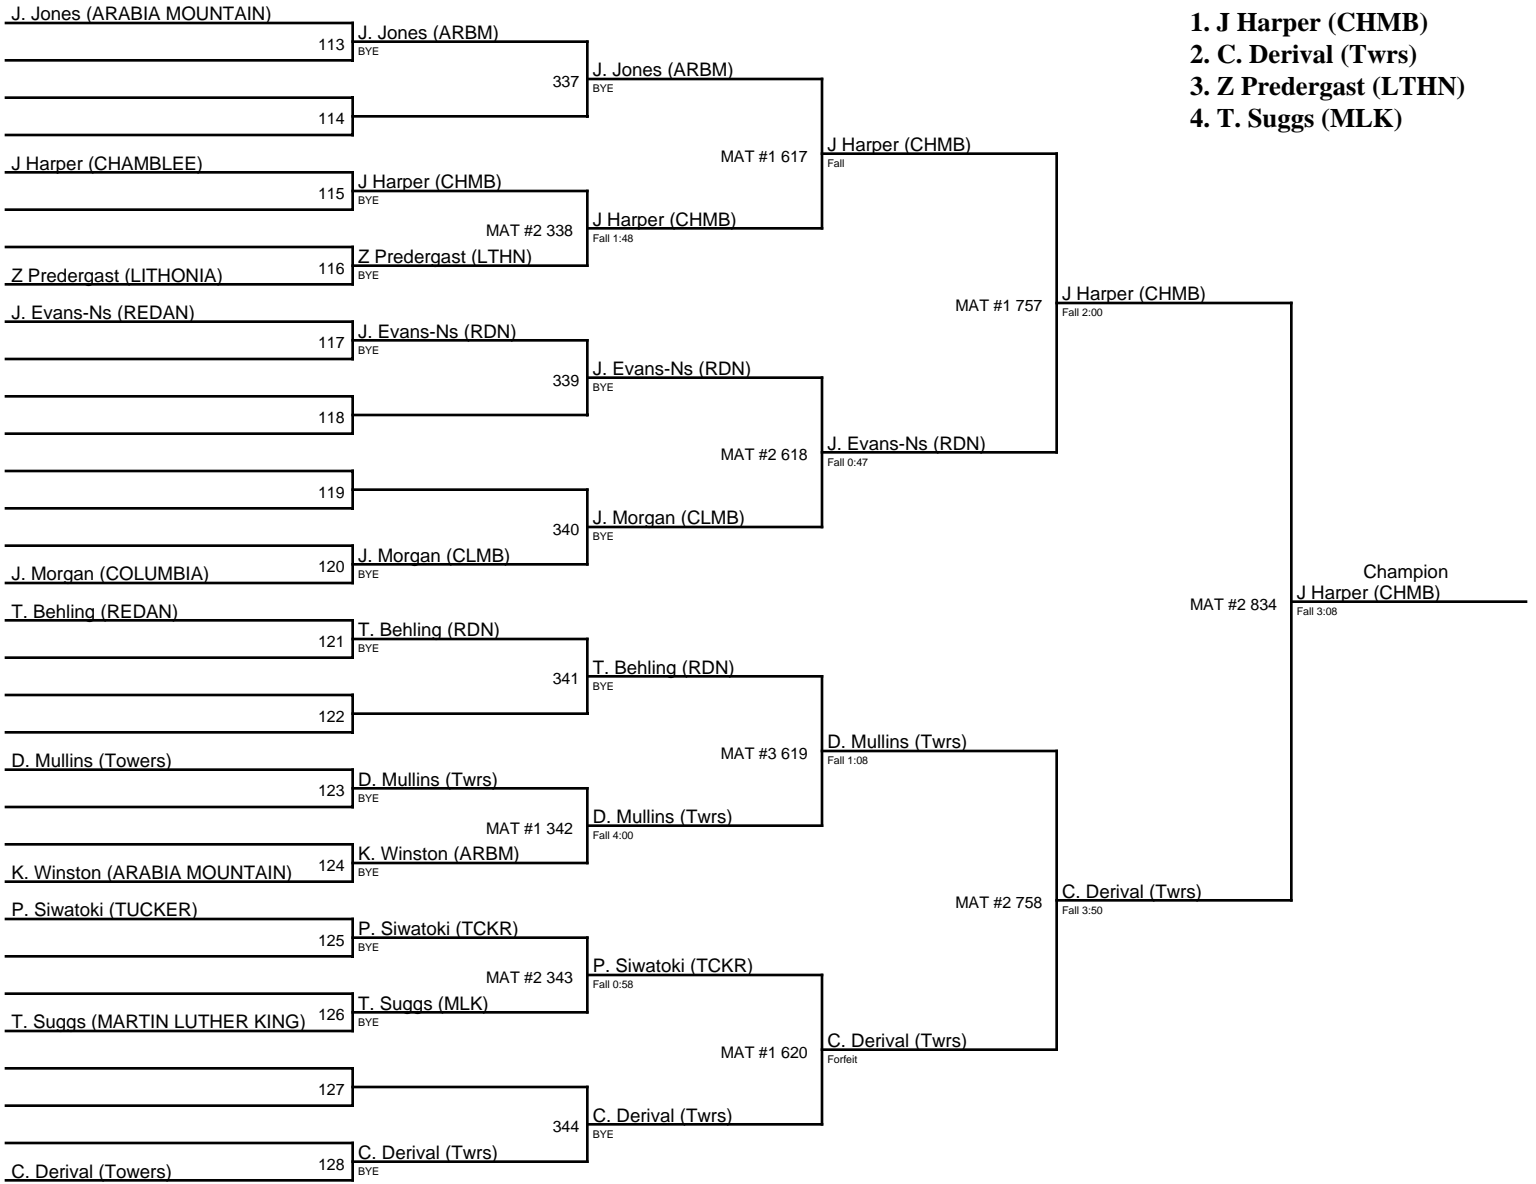 J. Jones (ARABIA MOUNTAIN)
113
J. Jones (ARBM)
BYE
337
J. Jones (ARBM)
BYE
114
J Harper (CHAMBLEE)
115
J Harper (CHMB)
BYE
MAT #2 338
J Harper (CHMB)
Fall 1:48
116
Z Predergast (LTHN)
BYE
Z Predergast (LITHONIA)
MAT #1 617
J Harper (CHMB)
Fall
J. Evans-Ns (REDAN)
117
J. Evans-Ns (RDN)
BYE
339
J. Evans-Ns (RDN)
BYE
118
MAT #2 618
J. Evans-Ns (RDN)
Fall 0:47
119
340
J. Morgan (CLMB)
BYE
120
J. Morgan (CLMB)
BYE
J. Morgan (COLUMBIA)
MAT #1 757
J Harper (CHMB)
Fall 2:00
T. Behling (REDAN)
121
T. Behling (RDN)
BYE
341
T. Behling (RDN)
BYE
122
MAT #3 619
D. Mullins (Twrs)
Fall 1:08
D. Mullins (Towers)
123
D. Mullins (Twrs)
BYE
MAT #1 342
D. Mullins (Twrs)
Fall 4:00
124
K. Winston (ARBM)
BYE
K. Winston (ARABIA MOUNTAIN)
P. Siwatoki (TUCKER)
125
P. Siwatoki (TCKR)
BYE
MAT #2 343
P. Siwatoki (TCKR)
Fall 0:58
126
T. Suggs (MLK)
BYE
T. Suggs (MARTIN LUTHER KING)
MAT #1 620
C. Derival (Twrs)
Forfeit
127
344
C. Derival (Twrs)
BYE
128
C. Derival (Twrs)
BYE
C. Derival (Towers)
MAT #2 758
C. Derival (Twrs)
Fall 3:50
MAT #2 834
Champion
J Harper (CHMB)
Fall 3:08
1. J Harper (CHMB)
2. C. Derival (Twrs)
3. Z Predergast (LTHN)
4. T. Suggs (MLK)